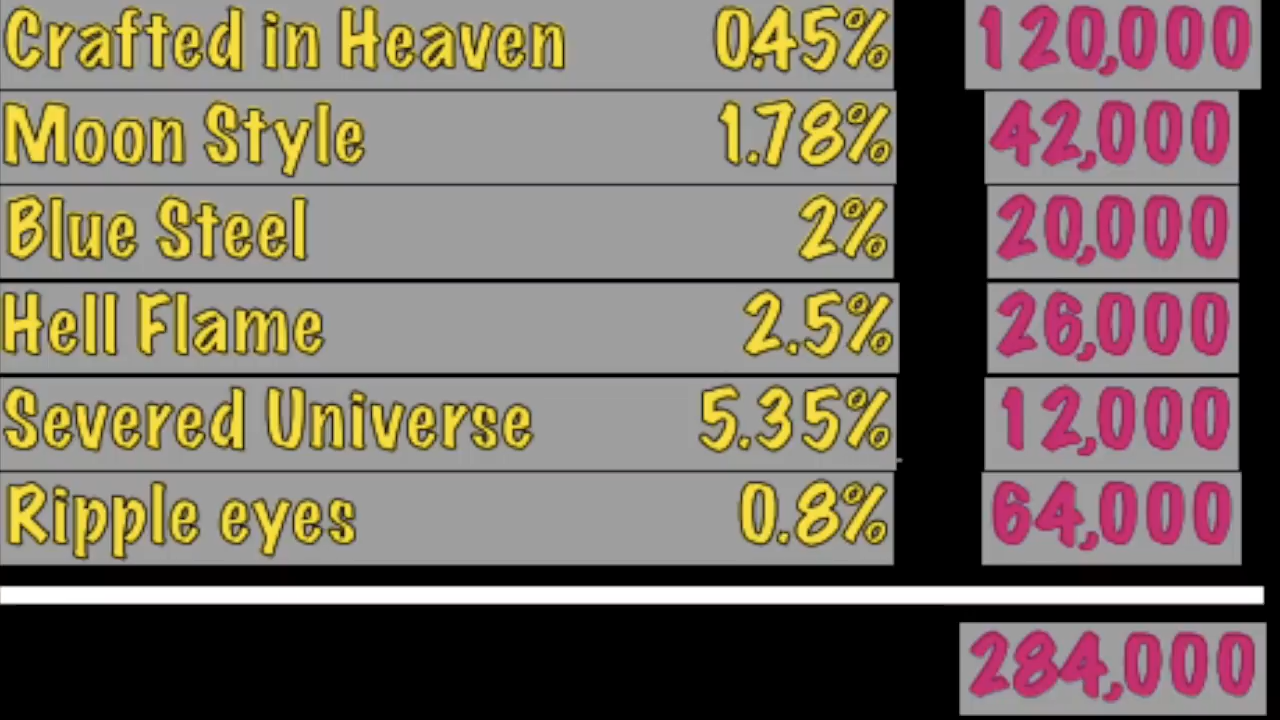 Crafted in Heaven 0.45% 120,000
Moon Style 1.78% 42,000
Blue Steel 2% 20,000
Hell Flame 2.5% 26,000
Severed Universe 5.35% 12,000
Ripple eyes 0.8% 64,000
284,000